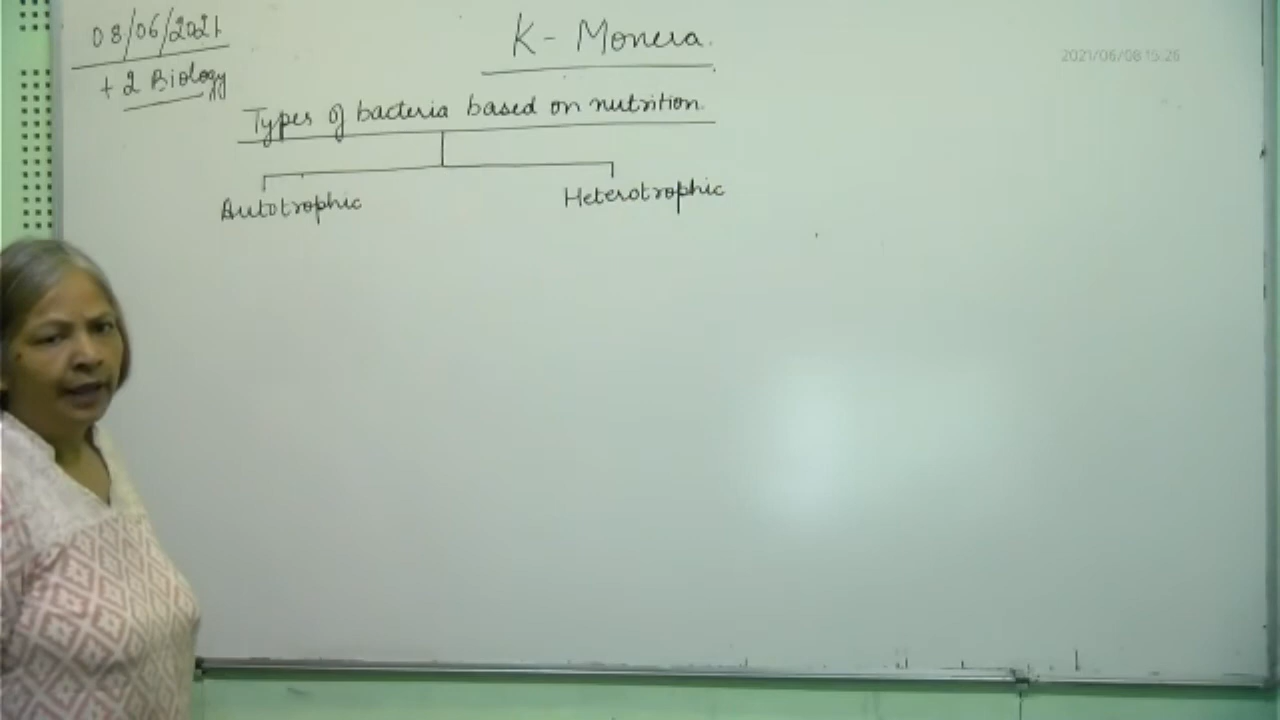 08/06/2021
+2 Biology
K- Monera.
2021/06/08 15:26
Types of bacteria based on nutrition.
Autotrophic
Heterotrophic